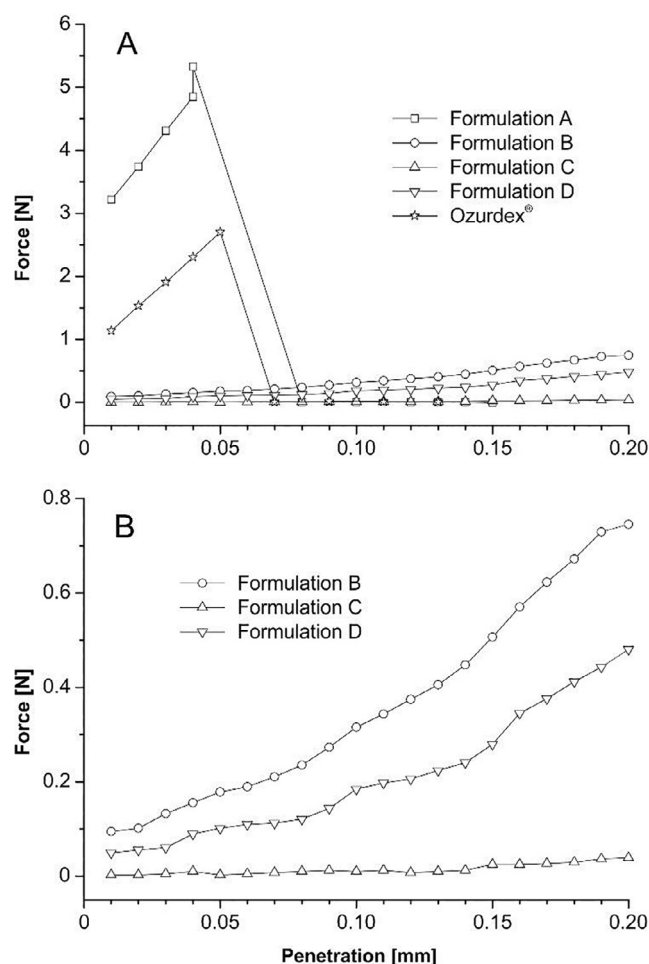 A
6
5
4
3
2
1
0
Force [N]
Formulation A
Formulation B
Formulation C
Formulation D
Ozurdex®
0 0.05 0.10 0.15 0.20
B
0.8
0.6
0.4
0.2
0
Force [N]
Formulation B
Formulation C
Formulation D
0 0.05 0.10 0.15 0.20
Penetration [mm]